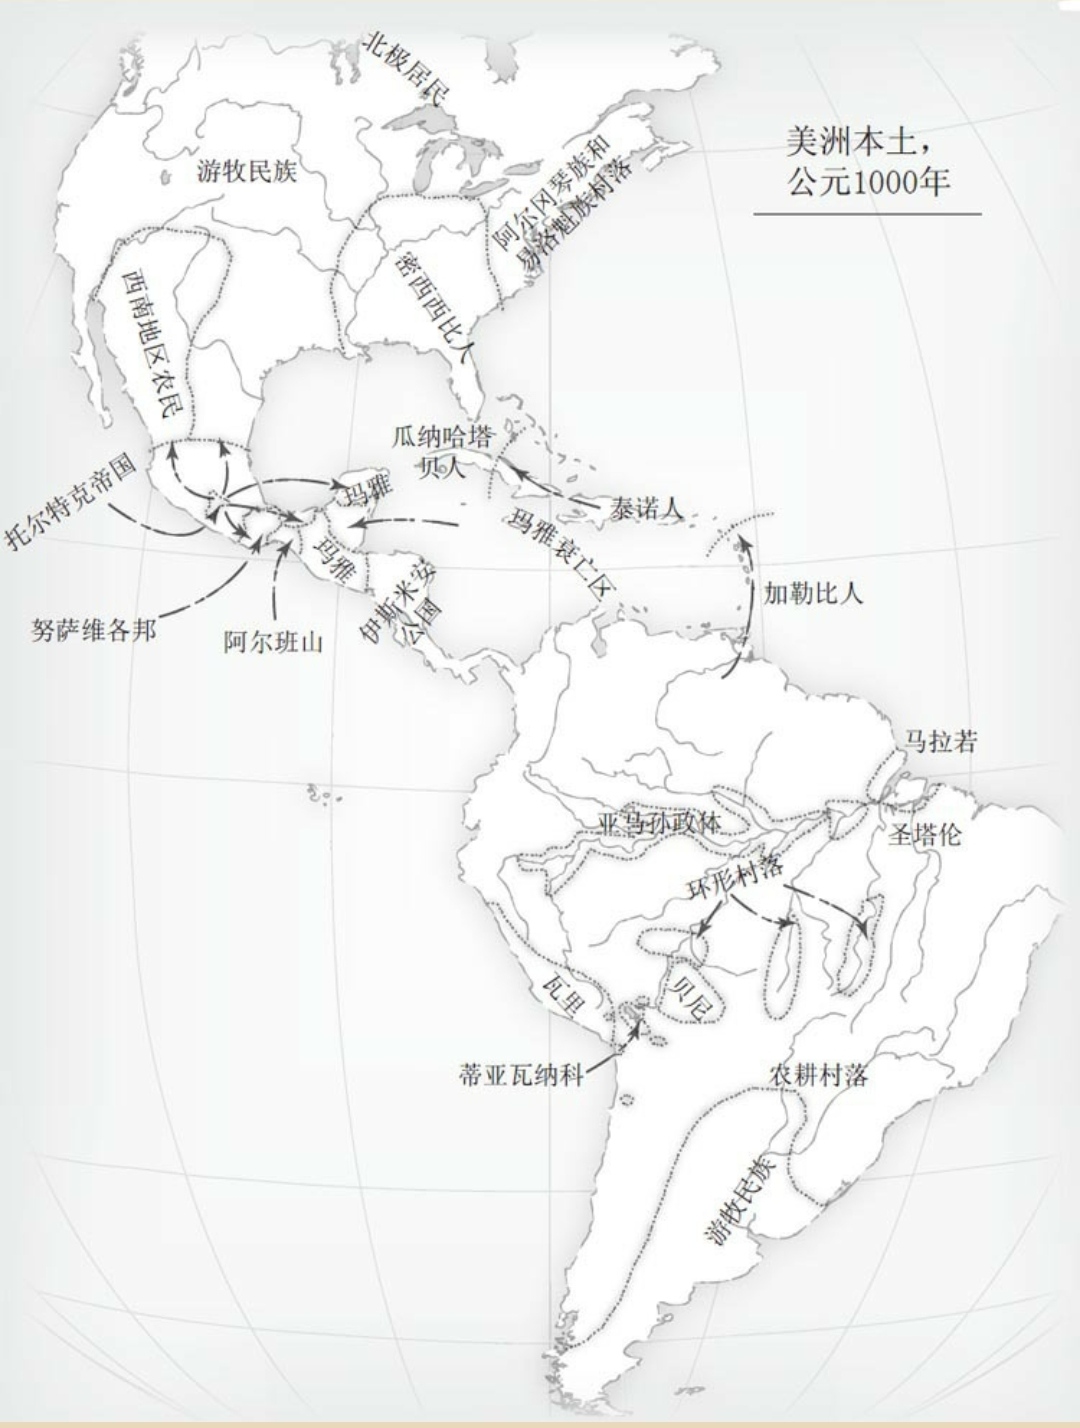 北极居民
美洲本土，
公元1000年
游牧民族
阿尔冈琴族和
易洛魁族村落
密西西比人
西南地区农民
瓜纳哈塔
贝人
托尔特克帝国
玛雅
泰诺人
玛雅衰亡区
玛雅
伊斯米安
公国
加勒比人
努萨维各邦
阿尔班山
马拉若
亚马孙政体
圣塔伦
环形村落
瓦里
贝尼
蒂亚瓦纳科
农耕村落
游牧民族